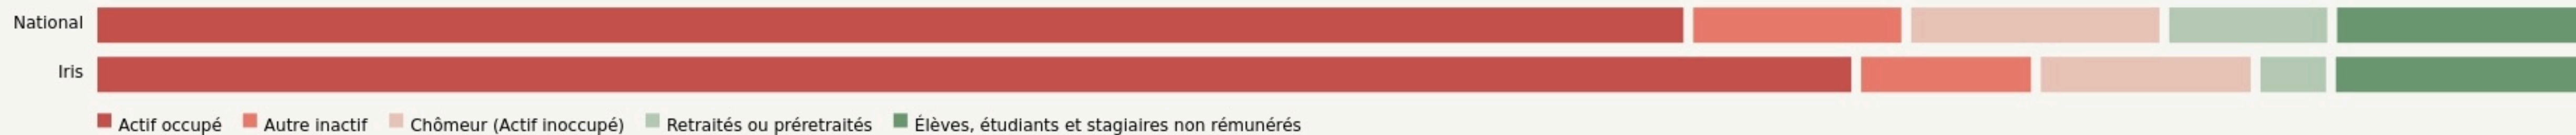 National
Iris
Actif occupé Autre inactif Chômeur (Actif inoccupé) Retraités ou préretraités Élèves, étudiants et stagiaires non rémunérés